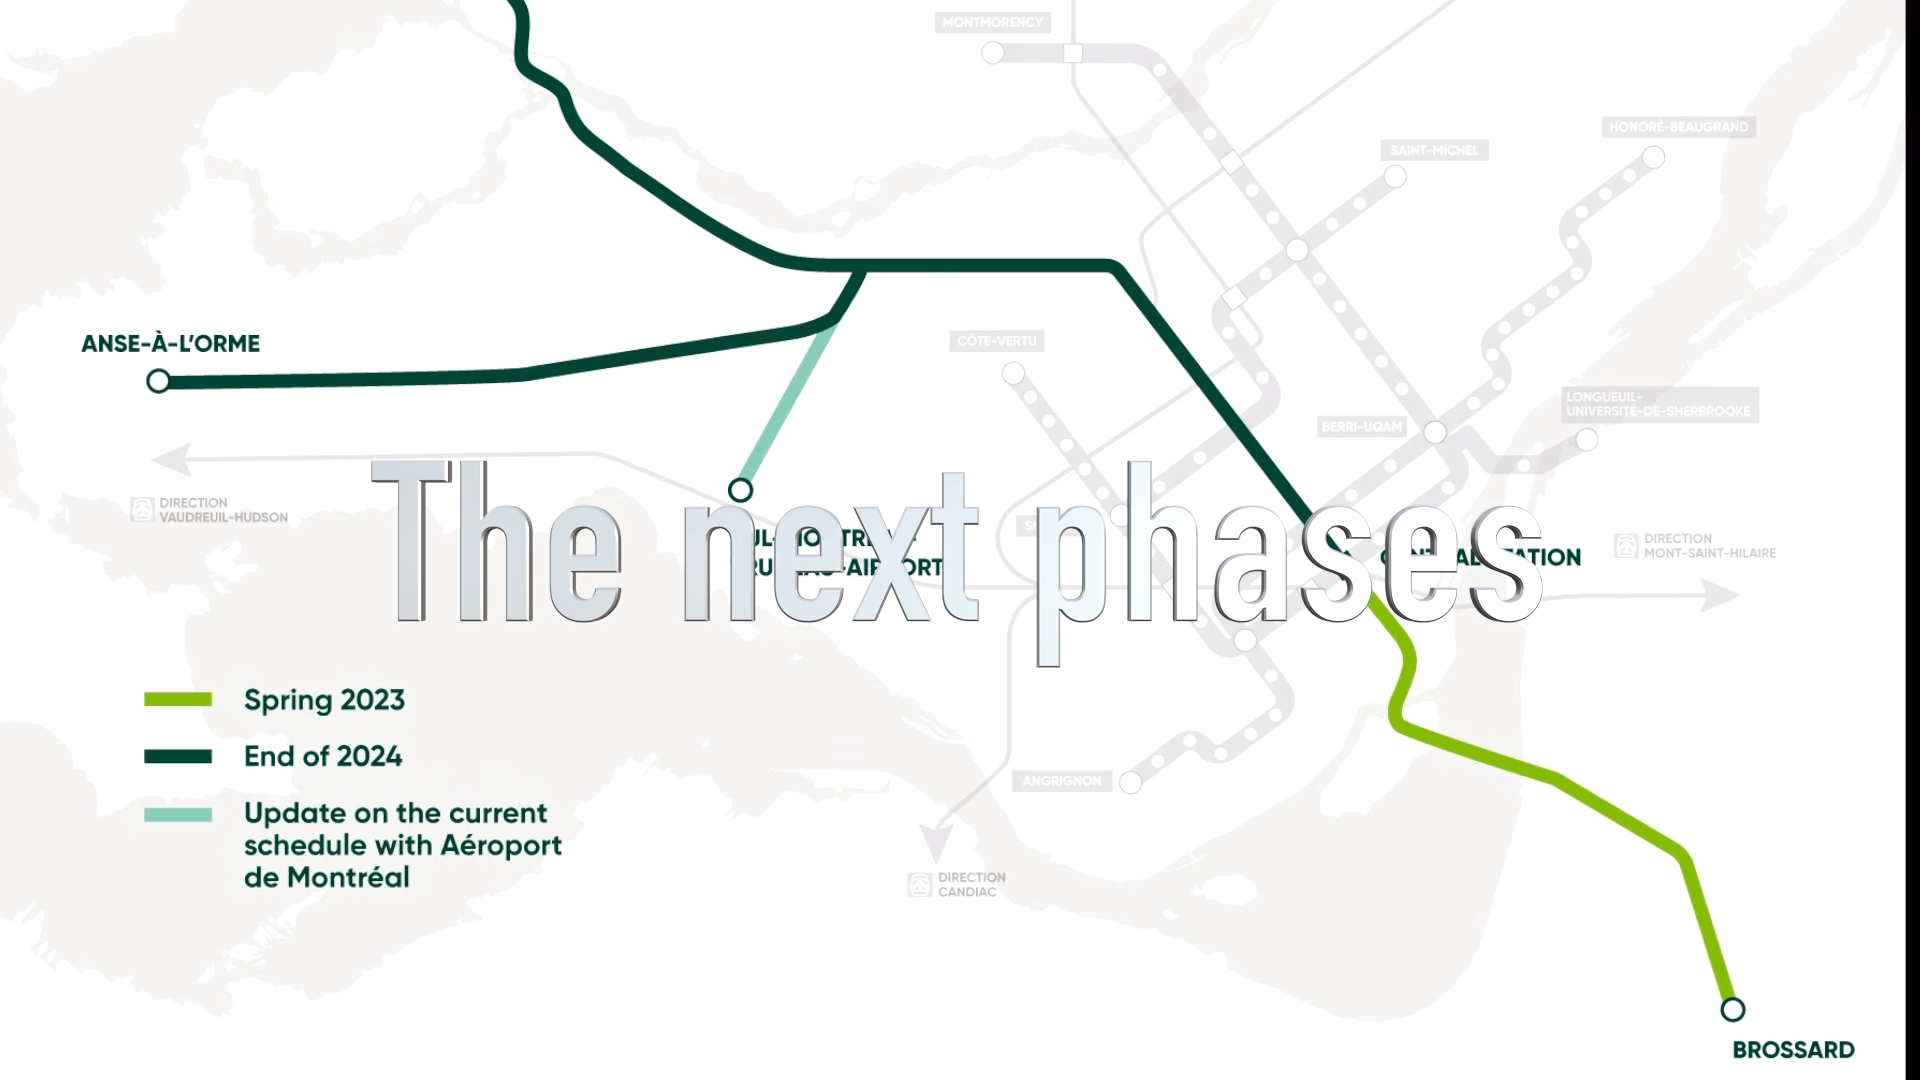 MONTMORENCY
HONORÉ-BEAUGRAND
SAINT-MICHEL
ANSE-À-L'ORME
CÔTE-VERTU
LONGUEUIL-
UNIVERSITÉ-DE-SHERBROOKE
BERRI-UQAM
DIRECTION
VAUDREUIL-HUDSON
The next phases
DIRECTION
MONT-SAINT-HILAIRE
Spring 2023
End of 2024
Update on the current
schedule with Aéroport
de Montréal
ANGRIGNON
DIRECTION
CANDIAC
BROSSARD